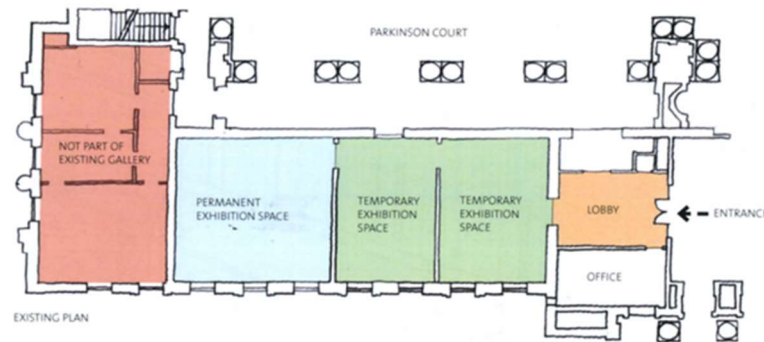 PARKINSON COURT
NOT PART OF
EXISTING GALLERY
PERMANENT
EXHIBITION SPACE
TEMPORARY
EXHIBITION
SPACE
TEMPORARY
EXHIBITION
SPACE
LOBBY
ENTRANCE
OFFICE
EXISTING PLAN